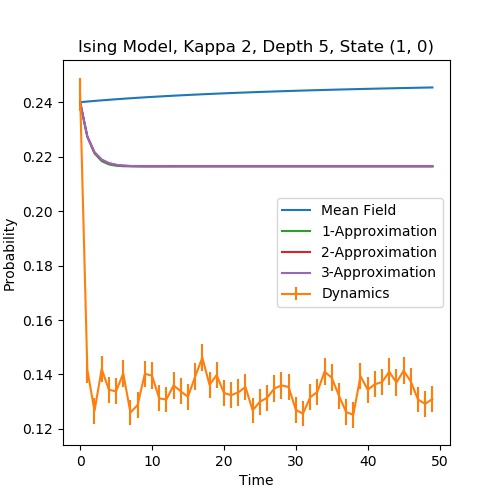 Ising Model, Kappa 2, Depth 5, State (1, 0)
Probability
0.24
0.22
0.20
0.18
0.16
0.14
0.12
Mean Field
1-Approximation
2-Approximation
3-Approximation
Dynamics
0 10 20 30 40 50
Time